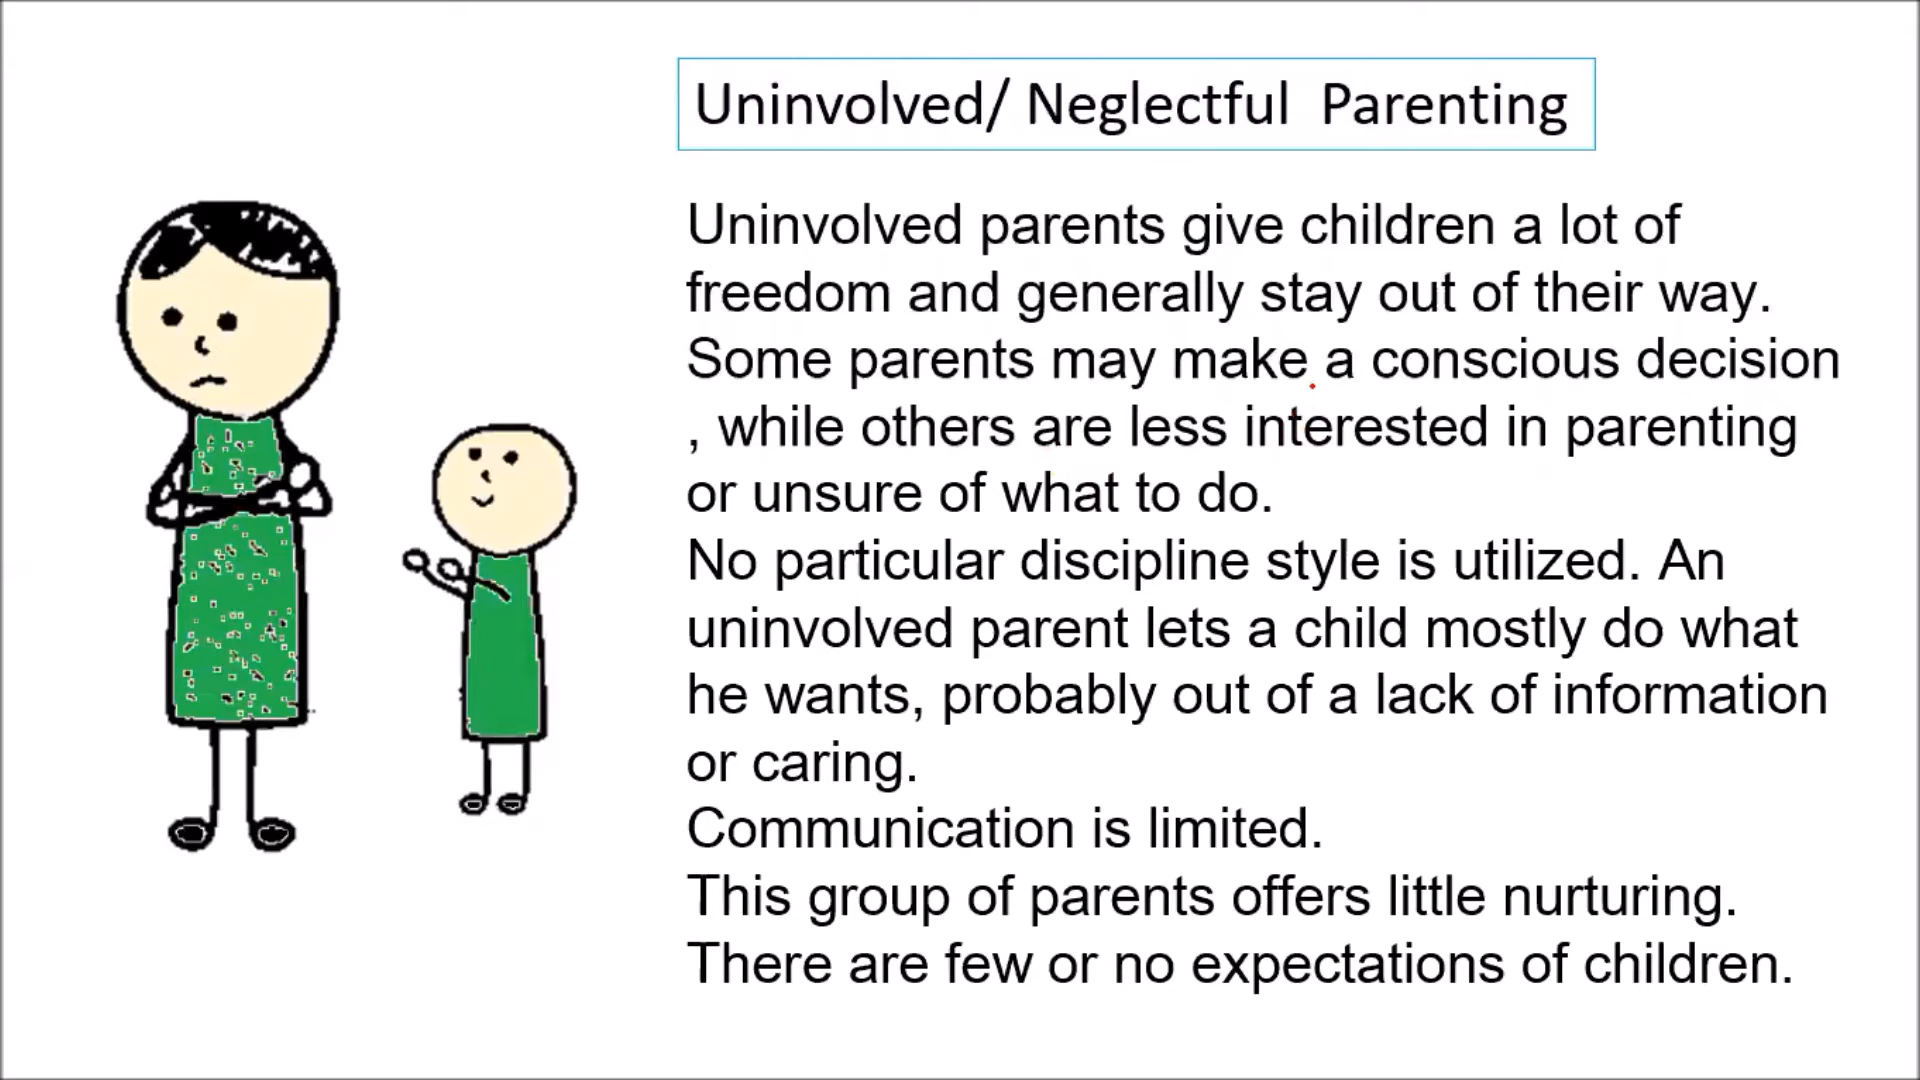 Uninvolved/ Neglectful  Parenting
Uninvolved parents give children a lot of
freedom and generally stay out of their way.
Some parents may make a conscious decision
, while others are less interested in parenting
or unsure of what to do.
No particular discipline style is utilized. An
uninvolved parent lets a child mostly do what
he wants, probably out of a lack of information
or caring.
Communication is limited.
This group of parents offers little nurturing.
There are few or no expectations of children.